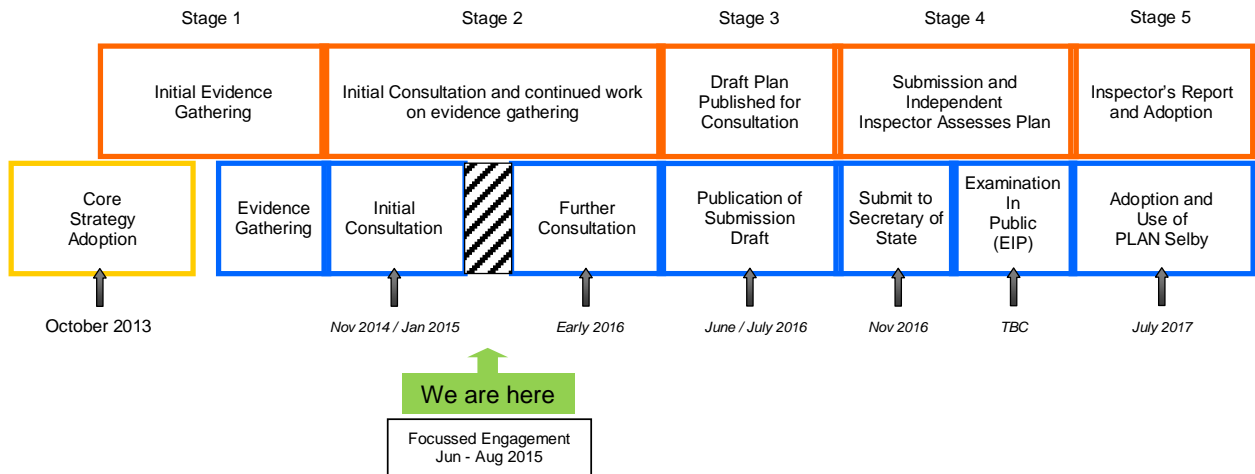 Stage 1
Stage 2
Stage 3
Stage 4
Stage 5
Initial Evidence
Gathering
Initial Consultation and continued work
on evidence gathering
Draft Plan
Published for
Consultation
Submission and
Independent
Inspector Assesses Plan
Inspector's Report
and Adoption
Core
Strategy
Adoption
Evidence
Gathering
Initial
Consultation
Further
Consultation
Publication of
Submission
Draft
Submit to
Secretary of
State
Examination
In
Public
(EIP)
Adoption and
Use of
PLAN Selby
October 2013
Nov 2014 / Jan 2015
Early 2016
June / July 2016
Nov 2016
TBC
July 2017
We are here
Focussed Engagement
Jun - Aug 2015